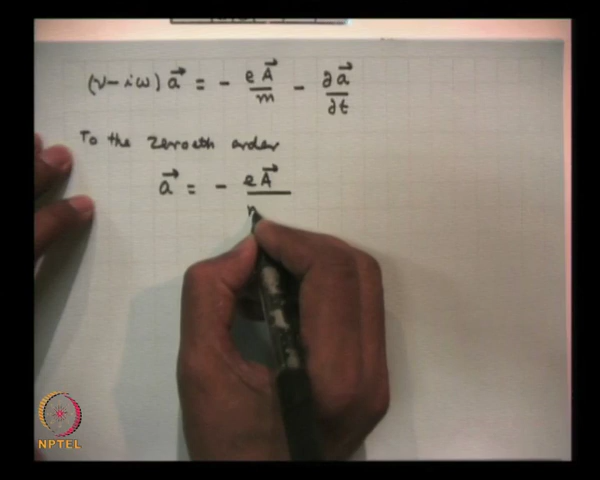 (ν − iω) a⃗ = − eA⃗/m − ∂a⃗/∂t
To the zeroeth order
a⃗ = − eA⃗/
NPTEL